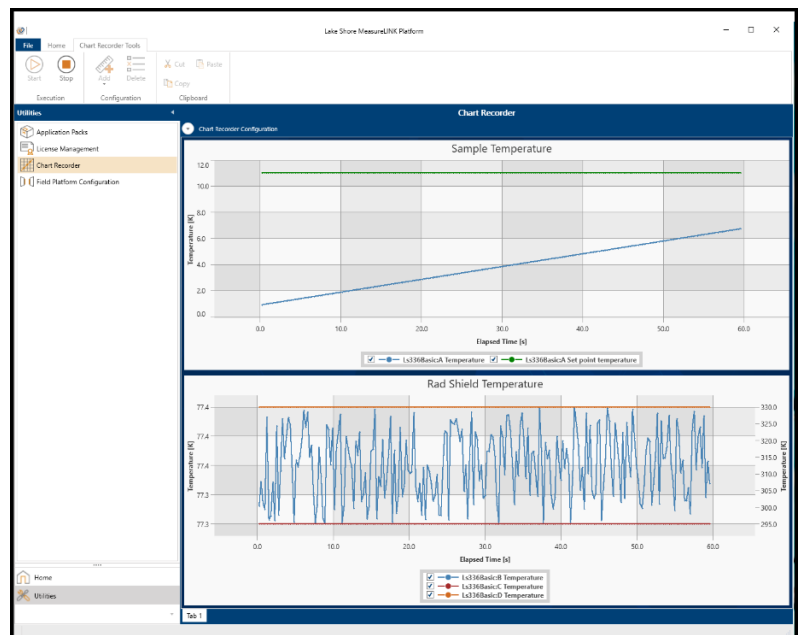 Lake Shore MeasureLINK Platform
File Home Chart Recorder Tools
Start Stop Add Delete Cut Paste Copy
Execution Configuration Clipboard
Utilities
Application Packs
License Management
Chart Recorder
Field Platform Configuration
Home
Utilities
Chart Recorder
Chart Recorder Configuration
Sample Temperature
Temperature [K]
12.0
10.0
8.0
6.0
4.0
2.0
0.0
0.0 10.0 20.0 30.0 40.0 50.0 60.0
Elapsed Time [s]
Ls336Basic:A Temperature Ls336Basic:A Set point temperature
Rad Shield Temperature
Temperature [K]
77.4
77.4
77.4
77.3
77.3
330.0
325.0
320.0
315.0
310.0
305.0
300.0
295.0
Temperature [K]
0.0 10.0 20.0 30.0 40.0 50.0 60.0
Elapsed Time [s]
Ls336Basic:B Temperature
Ls336Basic:C Temperature
Ls336Basic:D Temperature
Tab 1